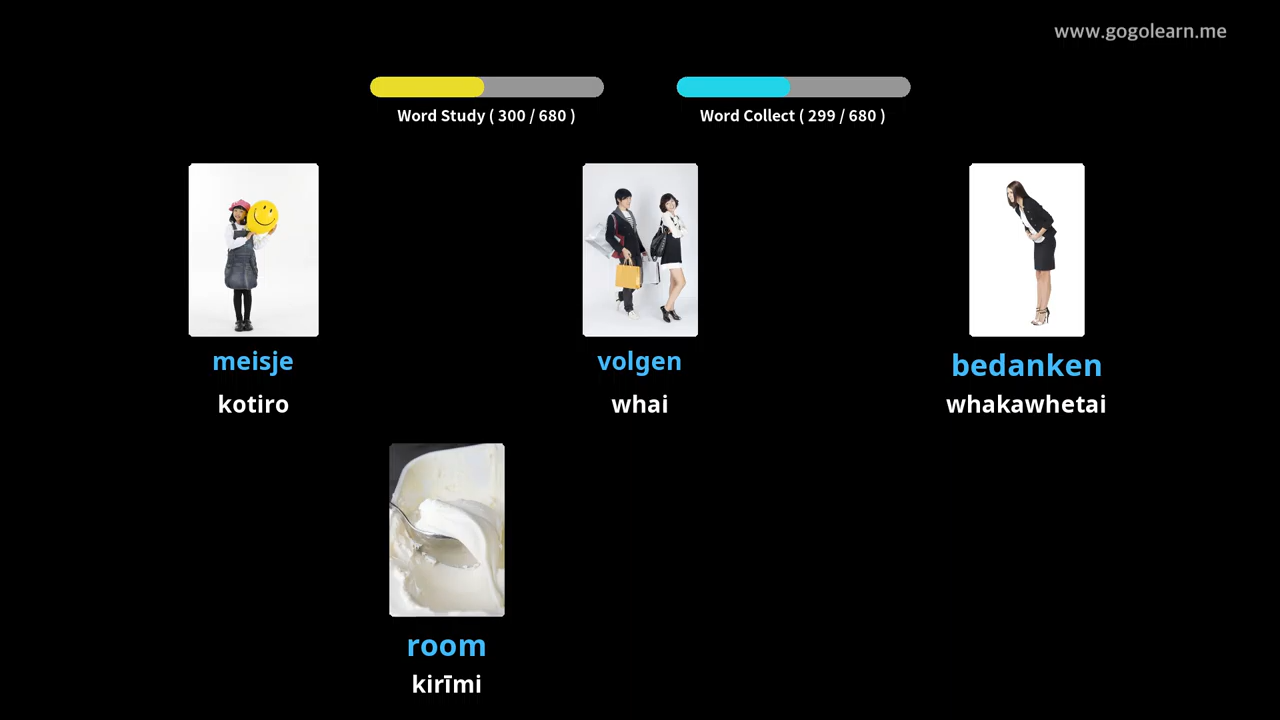 www.gogolearn.me
Word Study ( 300 / 680 )
Word Collect ( 299 / 680 )
meisje
volgen
bedanken
kotiro
whai
whakawhetai
room
kirīmi